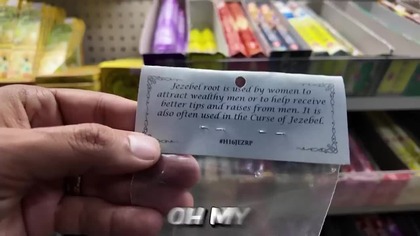 Jezebel root is used by women to
attract wealthy men or to help receive
better tips and raises from men. It is
also often used in the Curse of Jezebel.
#H16JEZRP
OH MY